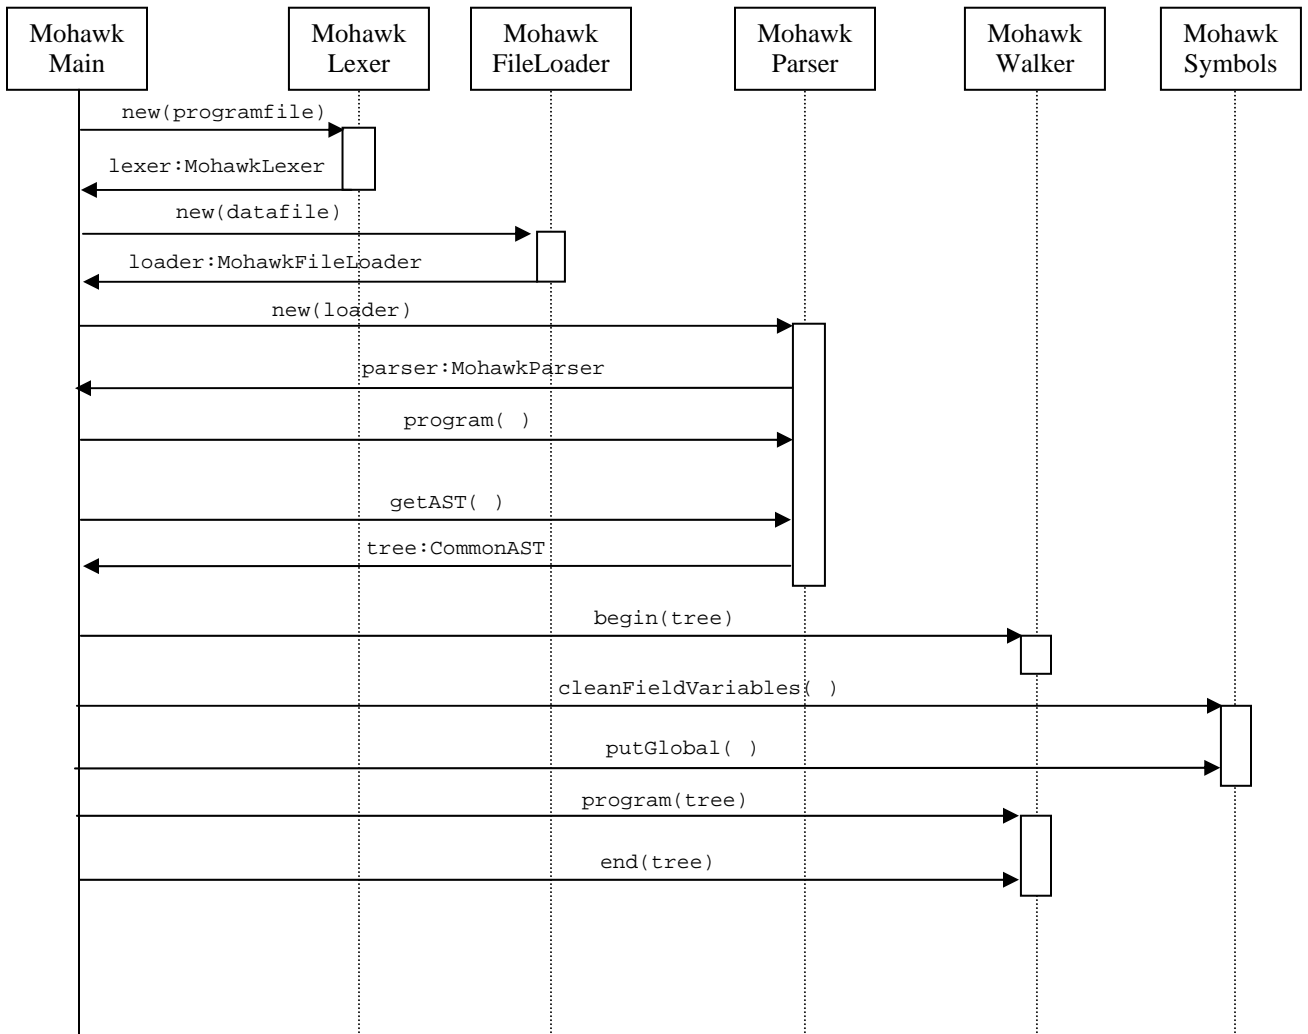 Mohawk
Main
Mohawk
Lexer
Mohawk
FileLoader
Mohawk
Parser
Mohawk
Walker
Mohawk
Symbols
new(programfile)
lexer:MohawkLexer
new(datafile)
loader:MohawkFileLoader
new(loader)
parser:MohawkParser
program( )
getAST( )
tree:CommonAST
begin(tree)
cleanFieldVariables( )
putGlobal( )
program(tree)
end(tree)